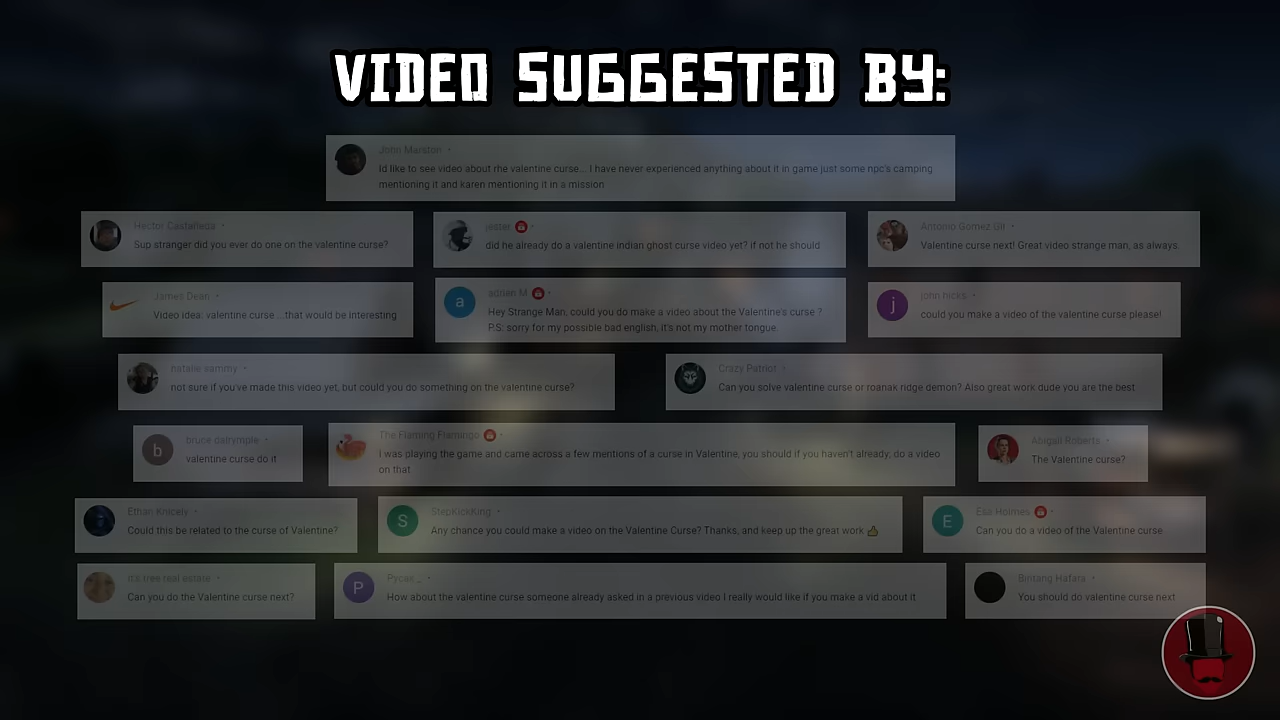 VIDEO SUGGESTED BY:
John Marston •
Id like to see video about rhe valentine curse... I have never experienced anything about it in game just some npc's camping
mentioning it and karen mentioning it in a mission
Hector Castañeda •
Sup stranger did you ever do one on the valentine curse?
jester •
did he already do a valentine indian ghost curse video yet? if not he should
Antonio Gomez Gil •
Valentine curse next! Great video strange man, as always.
Jamell Dean •
Video idea: valentine curse ...that would be interesting
a
adrien M •
Hey Strange Man, could you do make a video about the Valentine's curse ?
P.S: sorry for my possible bad english, it's not my mother tongue.
j
john hicks •
could you make a video of the valentine curse please!
natalie sammy •
not sure if you've made this video yet, but could you do something on the valentine curse?
Crazy Patriot •
Can you solve valentine curse or roanak ridge demon? Also great work dude you are the best
b
bruce dalrymple •
valentine curse do it
The Flaming Flamingo •
I was playing the game and came across a few mentions of a curse in Valentine, you should if you haven't already, do a video
on that
Abigail Roberts •
The Valentine curse?
Ethan Knicely •
Could this be related to the curse of Valentine?
S
StepKickKing •
Any chance you could make a video on the Valentine Curse? Thanks, and keep up the great work 👍
E
Esa Holmes •
Can you do a video of the Valentine curse
it's free real estate •
Can you do the Valentine curse next?
P
Pycax _ •
How about the valentine curse someone already asked in a previous video I really would like if you make a vid about it
Bintang Hafara •
You should do valentine curse next